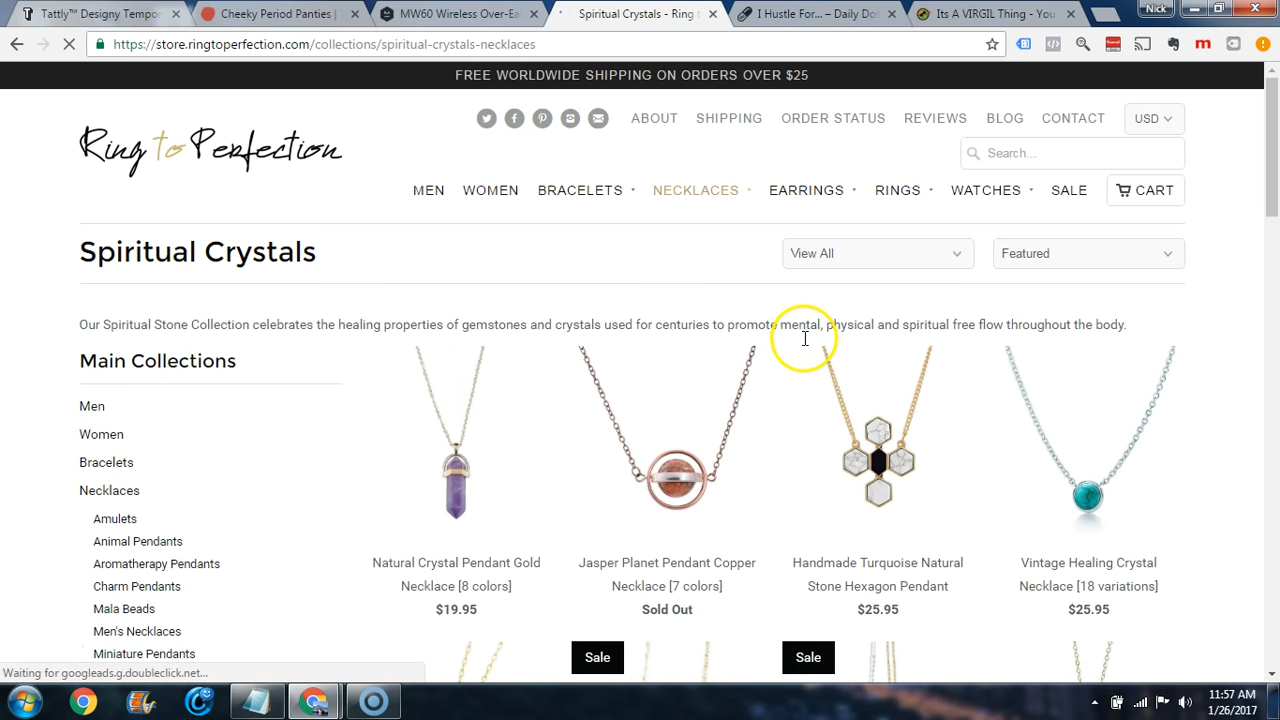 Tattly™ Designy Tempor
Cheeky Period Panties |
MW60 Wireless Over-Ea
Spiritual Crystals - Ring t
I Hustle For... – Daily Do
Its A VIRGIL Thing - You
Nick
https://store.ringtoperfection.com/collections/spiritual-crystals-necklaces
FREE WORLDWIDE SHIPPING ON ORDERS OVER $25
Ring to Perfection
ABOUT SHIPPING ORDER STATUS REVIEWS BLOG CONTACT USD
Search...
MEN WOMEN BRACELETS NECKLACES EARRINGS RINGS WATCHES SALE CART
Spiritual Crystals
View All
Featured
Our Spiritual Stone Collection celebrates the healing properties of gemstones and crystals used for centuries to promote mental, physical and spiritual free flow throughout the body.
Main Collections
Men
Women
Bracelets
Necklaces
Amulets
Animal Pendants
Aromatherapy Pendants
Charm Pendants
Mala Beads
Men's Necklaces
Miniature Pendants
Natural Crystal Pendant Gold
Necklace [8 colors]
$19.95
Jasper Planet Pendant Copper
Necklace [7 colors]
Sold Out
Handmade Turquoise Natural
Stone Hexagon Pendant
$25.95
Vintage Healing Crystal
Necklace [18 variations]
$25.95
Sale
Sale
Waiting for googleads.g.doubleclick.net...
11:57 AM
1/26/2017